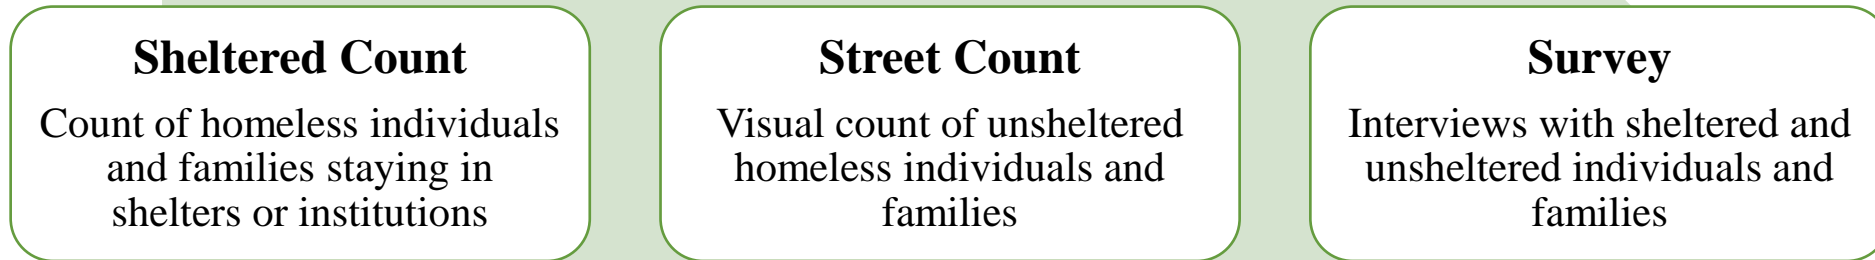 Sheltered Count
Count of homeless individuals
and families staying in
shelters or institutions
Street Count
Visual count of unsheltered
homeless individuals and
families
Survey
Interviews with sheltered and
unsheltered individuals and
families